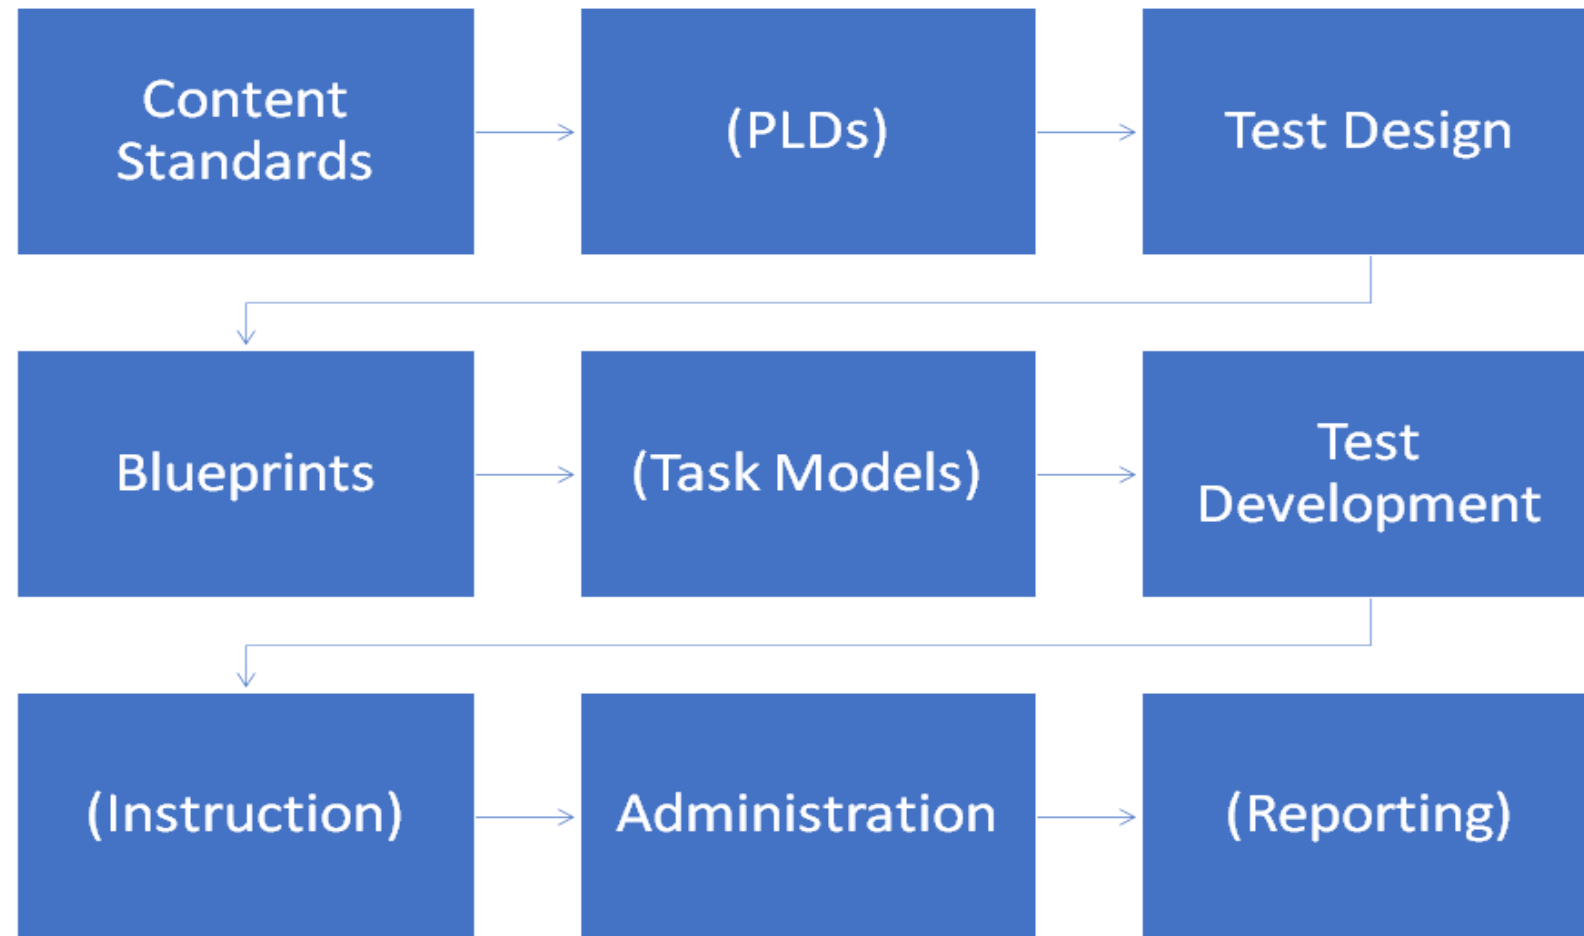 Content
Standards
(PLDs)
Test Design
Blueprints
(Task Models)
Test
Development
(Instruction)
Administration
(Reporting)